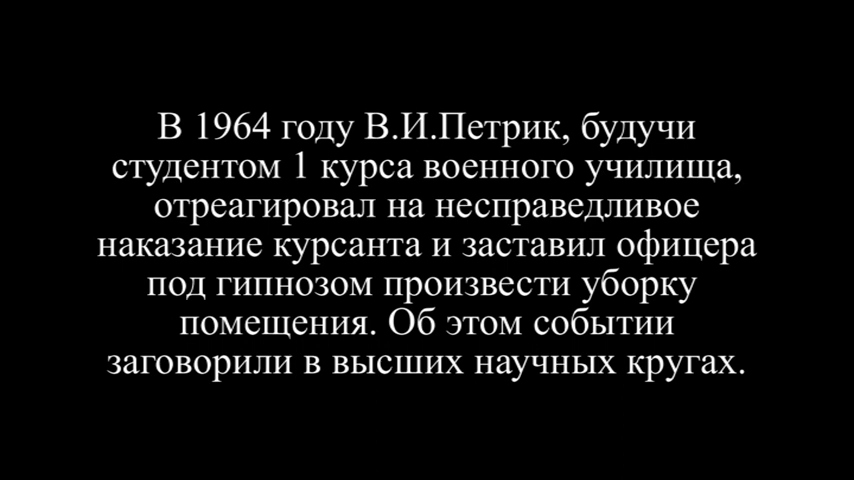 В 1964 году В.И.Петрик, будучи
студентом 1 курса военного училища,
отреагировал на несправедливое
наказание курсанта и заставил офицера
под гипнозом произвести уборку
помещения. Об этом событии
заговорили в высших научных кругах.